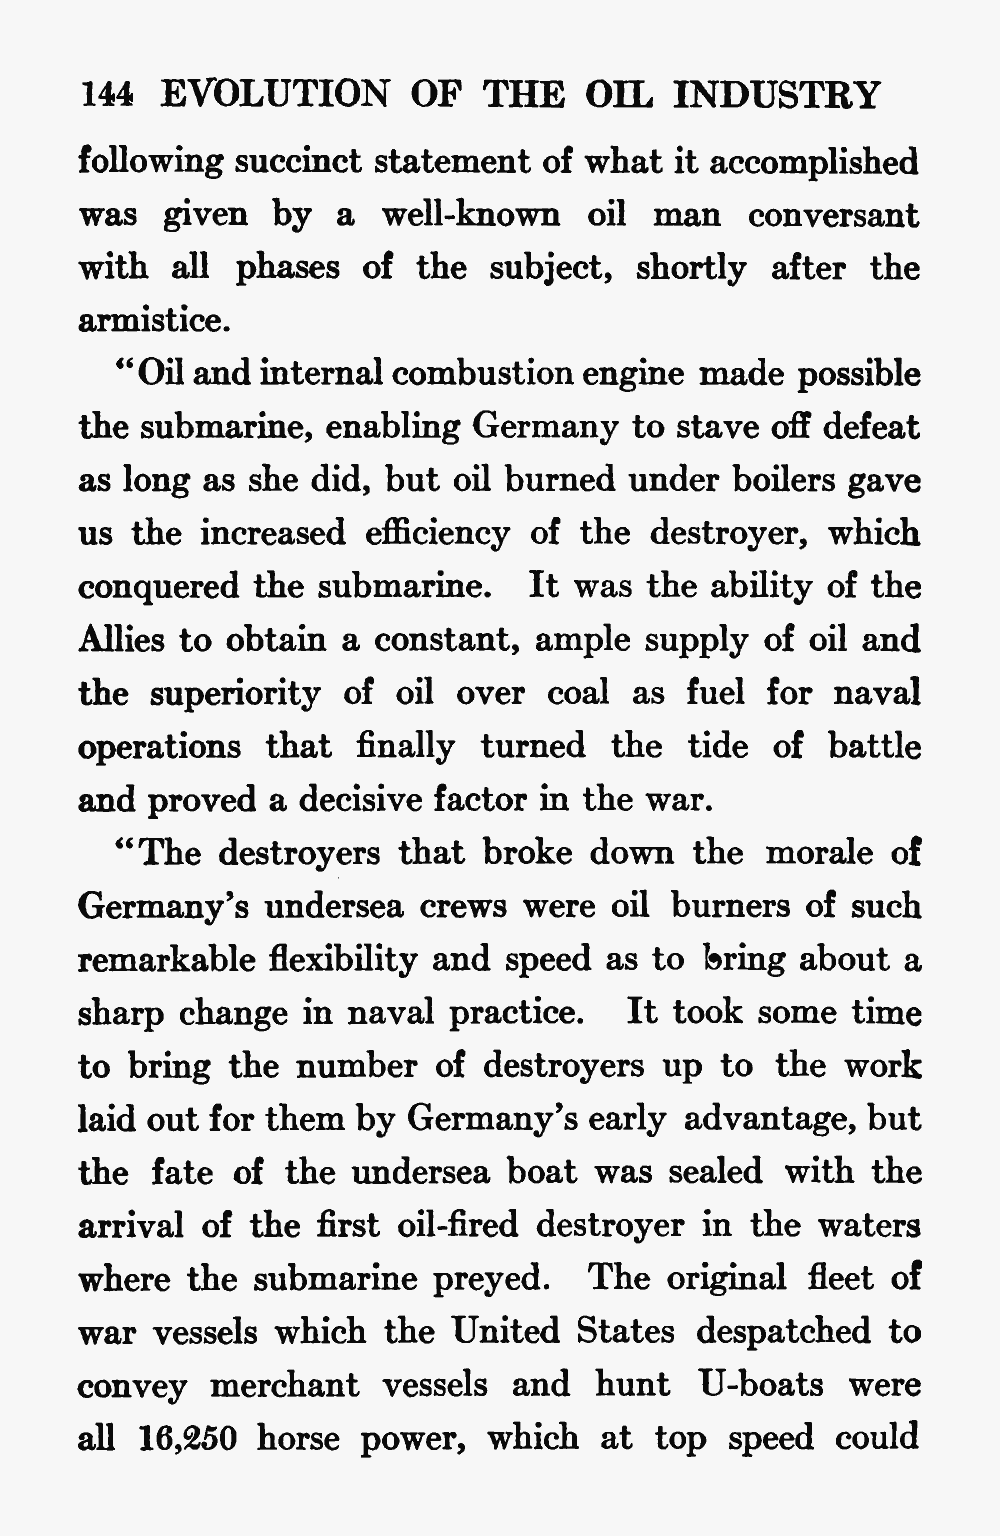 144 EVOLUTION OF THE OIL INDUSTRY
following succinct statement of what it accomplished
was given by a well-known oil man conversant
with all phases of the subject, shortly after the
armistice.
“Oil and internal combustion engine made possible
the submarine, enabling Germany to stave off defeat
as long as she did, but oil burned under boilers gave
us the increased efficiency of the destroyer, which
conquered the submarine. It was the ability of the
Allies to obtain a constant, ample supply of oil and
the superiority of oil over coal as fuel for naval
operations that finally turned the tide of battle
and proved a decisive factor in the war.
“The destroyers that broke down the morale of
Germany’s undersea crews were oil burners of such
remarkable flexibility and speed as to bring about a
sharp change in naval practice. It took some time
to bring the number of destroyers up to the work
laid out for them by Germany’s early advantage, but
the fate of the undersea boat was sealed with the
arrival of the first oil-fired destroyer in the waters
where the submarine preyed. The original fleet of
war vessels which the United States despatched to
convey merchant vessels and hunt U-boats were
all 16,250 horse power, which at top speed could